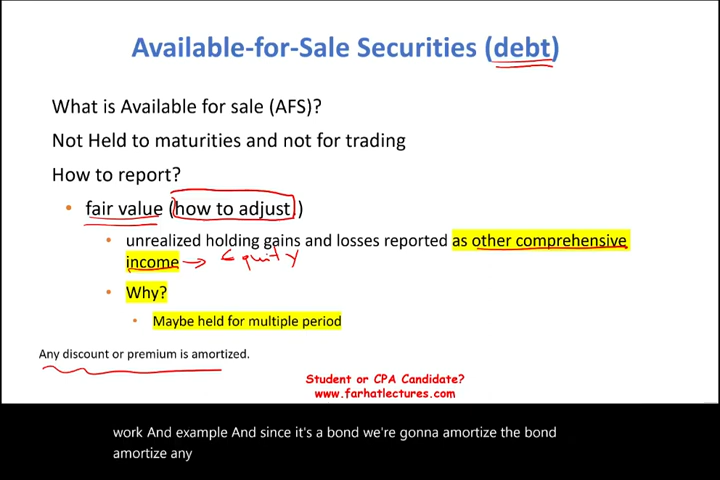 Available-for-Sale Securities (debt)
What is Available for sale (AFS)?
Not Held to maturities and not for trading
How to report?
• fair value (how to adjust )
• unrealized holding gains and losses reported as other comprehensive
income → Equity
• Why?
• Maybe held for multiple period
Any discount or premium is amortized.
Student or CPA Candidate?
www.farhatlectures.com
work And example And since it's a bond we're gonna amortize the bond
amortize any